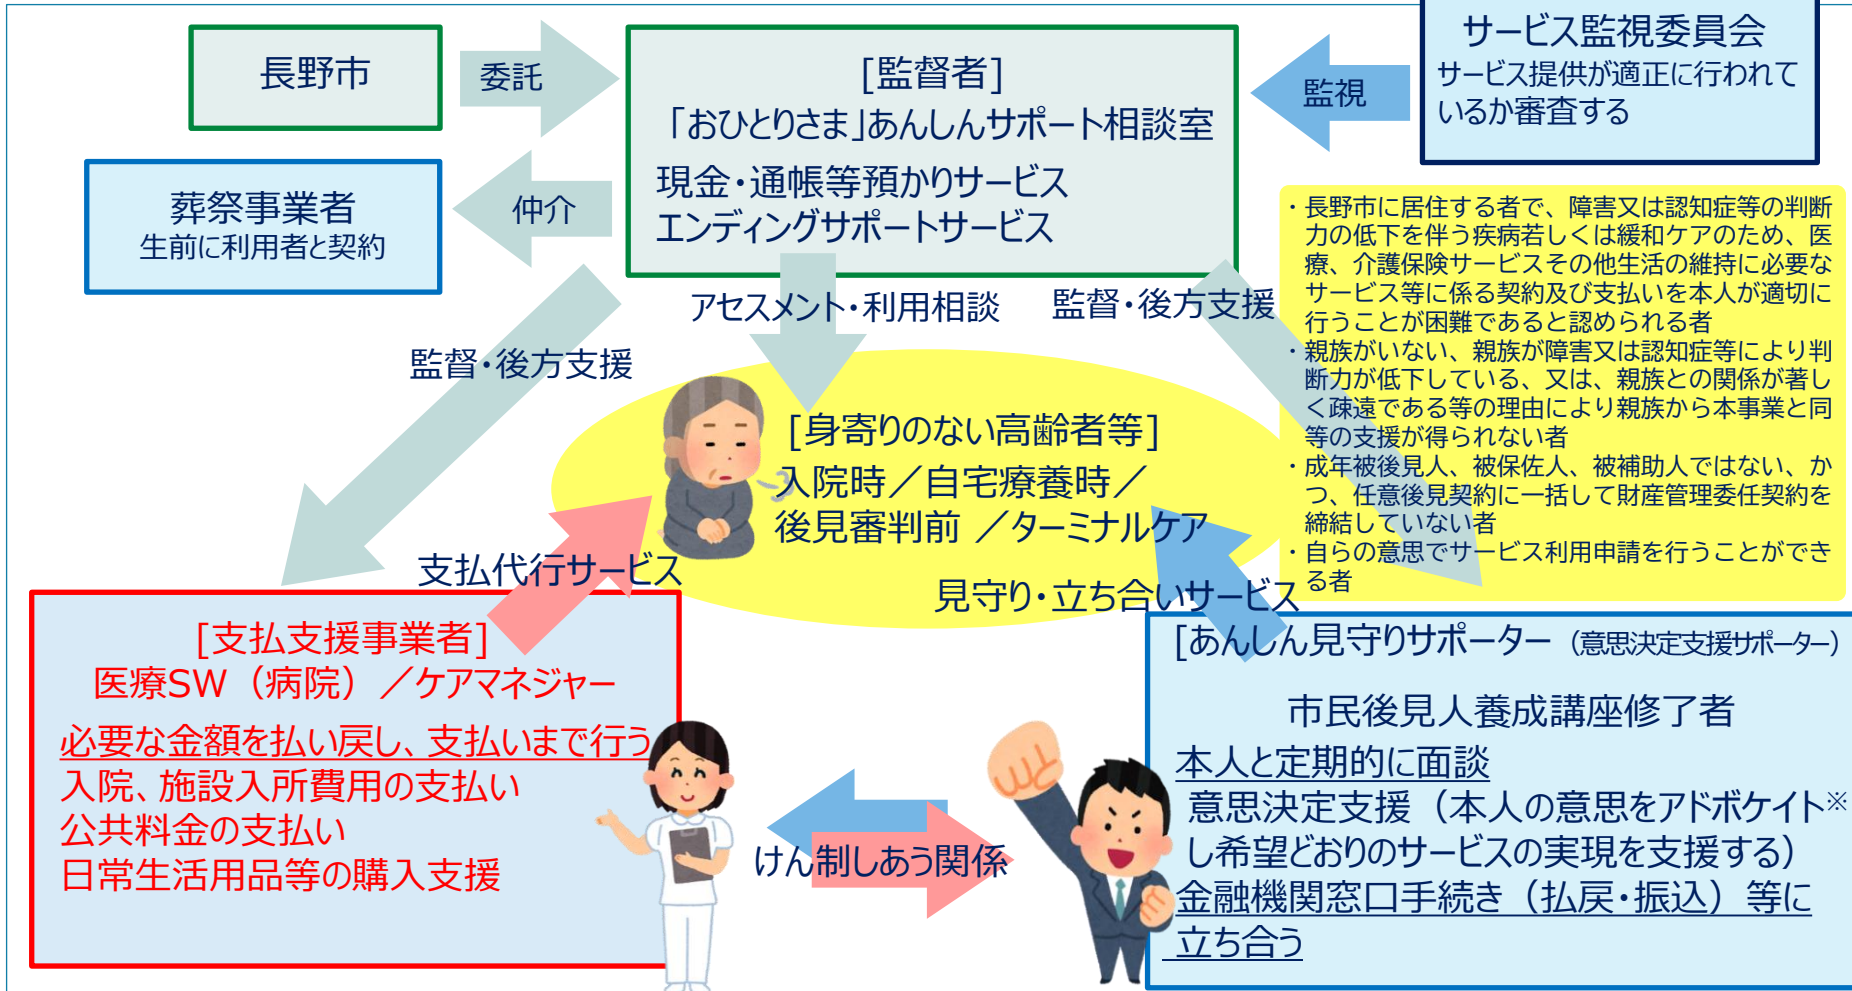 長野市
委託
[監督者]
「おひとりさま」あんしんサポート相談室
現金・通帳等預かりサービス
エンディングサポートサービス
監視
サービス監視委員会
サービス提供が適正に行われて
いるか審査する
葬祭事業者
生前に利用者と契約
仲介
アセスメント・利用相談
監督・後方支援
監督・後方支援
・長野市に居住する者で、障害又は認知症等の判断
力の低下を伴う疾病若しくは緩和ケアのため、医
療、介護保険サービスその他生活の維持に必要な
サービス等に係る契約及び支払いを本人が適切に
行うことが困難であると認められる者
・親族がいない、親族が障害又は認知症等により判
断力が低下している、又は、親族との関係が著し
く疎遠である等の理由により親族から本事業と同
等の支援が得られない者
・成年被後見人、被保佐人、被補助人ではない、か
つ、任意後見契約に一括して財産管理委任契約を
締結していない者
・自らの意思でサービス利用申請を行うことができ
る者
[身寄りのない高齢者等]
入院時／自宅療養時／
後見審判前 ／ターミナルケア
支払代行サービス
見守り・立ち合いサービス
[支払支援事業者]
医療SW（病院）／ケアマネジャー
必要な金額を払い戻し、支払いまで行う
入院、施設入所費用の支払い
公共料金の支払い
日常生活用品等の購入支援
けん制しあう関係
[あんしん見守りサポーター（意思決定支援サポーター）
市民後見人養成講座修了者
本人と定期的に面談
意思決定支援（本人の意思をアドボケイト※
し希望どおりのサービスの実現を支援する）
金融機関窓口手続き（払戻・振込）等に
立ち合う